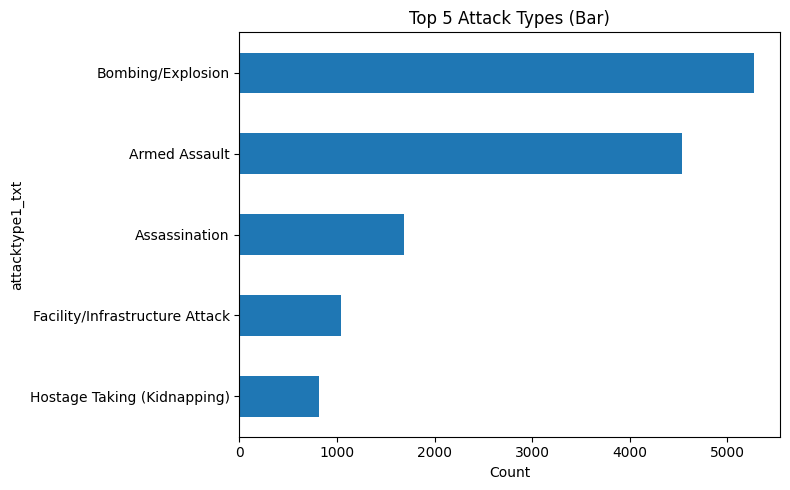 Top 5 Attack Types (Bar)
attacktype1_txt
Bombing/Explosion
Armed Assault
Assassination
Facility/Infrastructure Attack
Hostage Taking (Kidnapping)
0 1000 2000 3000 4000 5000
Count